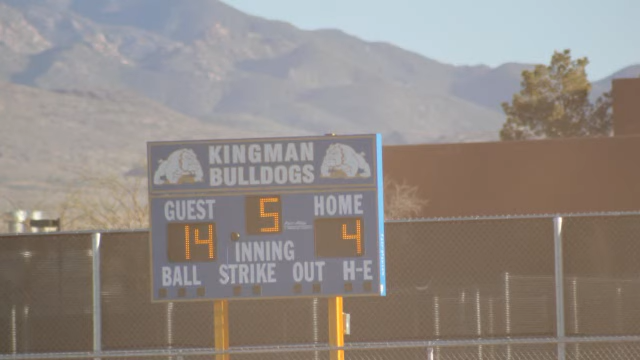 KINGMAN
BULLDOGS
GUEST 5 HOME
14 INNING 4
BALL STRIKE OUT H-E